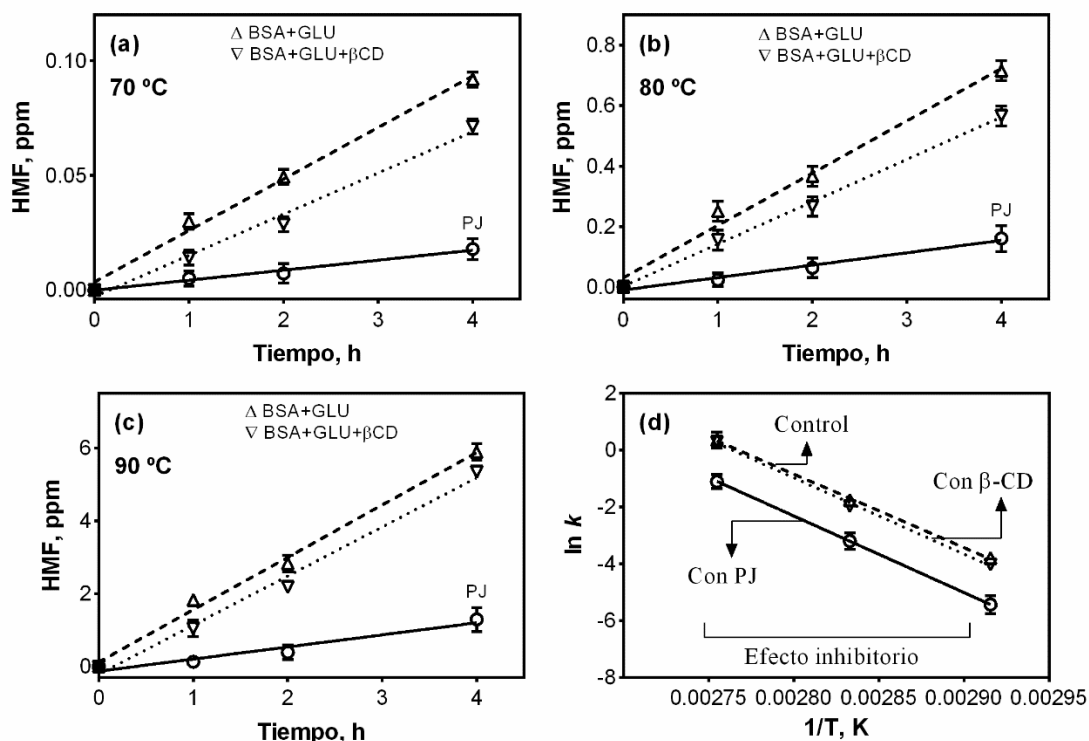 (a)
△ BSA+GLU
▽ BSA+GLU+βCD
70 ºC
0.10
0.05
0.00
HMF, ppm
PJ
0 1 2 3 4
Tiempo, h
(b)
△ BSA+GLU
▽ BSA+GLU+βCD
80 ºC
0.8
0.6
0.4
0.2
0.0
HMF, ppm
PJ
0 1 2 3 4
Tiempo, h
(c)
△ BSA+GLU
▽ BSA+GLU+βCD
90 ºC
6
4
2
0
HMF, ppm
PJ
0 1 2 3 4
Tiempo, h
(d)
2
0
-2
-4
-6
-8
ln k
Control
Con β-CD
Con PJ
Efecto inhibitorio
0.00275 0.00280 0.00285 0.00290 0.00295
1/T, K